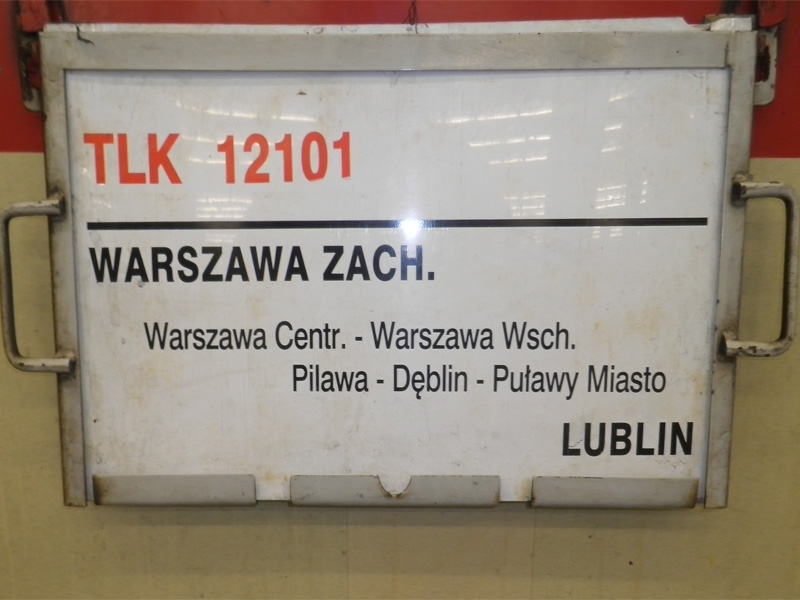 TLK 12101
WARSZAWA ZACH.
Warszawa Centr. - Warszawa Wsch.
Pilawa - Dęblin - Puławy Miasto
LUBLIN